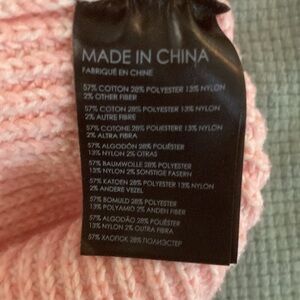 MADE IN CHINA
FABRIQUÉ EN CHINE
57% COTTON 28% POLYESTER 13% NYLON
2% OTHER FIBER
57% COTON 28% POLYESTER 13% NYLON
2% AUTRE FIBRE
57% COTONE 28% POLIESTERE 13% NYLON
2% ALTRA FIBRA
57% ALGODÓN 28% POLIÉSTER
13% NYLON 2% OTRAS
57% BAUMWOLLE 28% POLYESTER
13% NYLON 2% SONSTIGE FASERN
57% KATOEN 28% POLYESTER 13% NYLON
2% ANDERE VEZEL
57% BOMULD 28% POLYESTER
13% POLYAMID 2% ANDEN FIBER
57% ALGODÃO 28% POLIÉSTER
13% NYLON 2% OUTRA FIBRA
57% ХЛОПОК 28% ПОЛИЭСТЕР